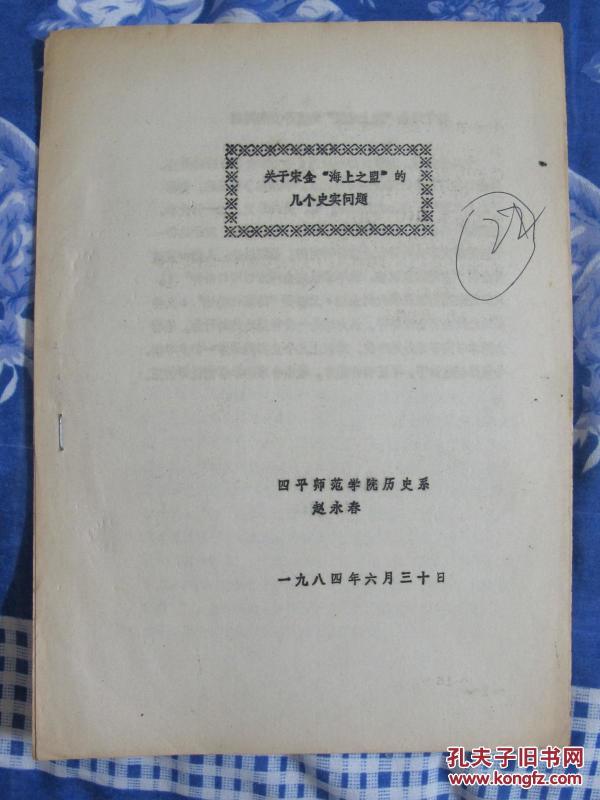 关于宋金“海上之盟”的
几个史实问题
四平师范学院历史系
赵永春
一九八四年六月三十日
孔夫子旧书网
www.kongfz.com